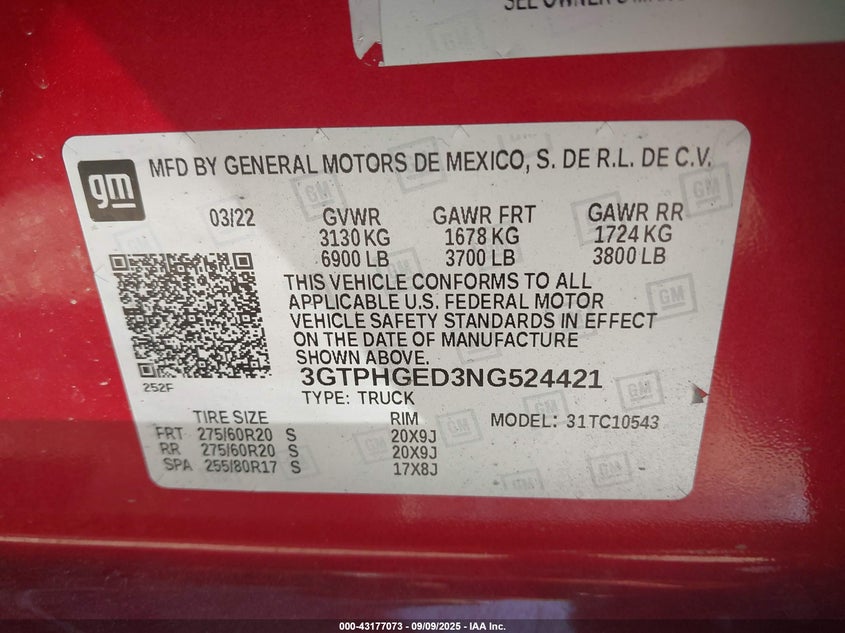 SEE OWNER'S
gm
MFD BY GENERAL MOTORS DE MEXICO, S. DE R.L. DE C.V.
03/22 GVWR GAWR FRT GAWR RR
3130 KG 1678 KG 1724 KG
6900 LB 3700 LB 3800 LB
THIS VEHICLE CONFORMS TO ALL
APPLICABLE U.S. FEDERAL MOTOR
VEHICLE SAFETY STANDARDS IN EFFECT
ON THE DATE OF MANUFACTURE
SHOWN ABOVE.
252F
3GTPHGED3NG524421
TYPE: TRUCK
TIRE SIZE RIM MODEL: 31TC10543
FRT 275/60R20 S 20X9J
RR 275/60R20 S 20X9J
SPA 255/80R17 S 17X8J
000-43177073 - 09/09/2025 - IAA Inc.